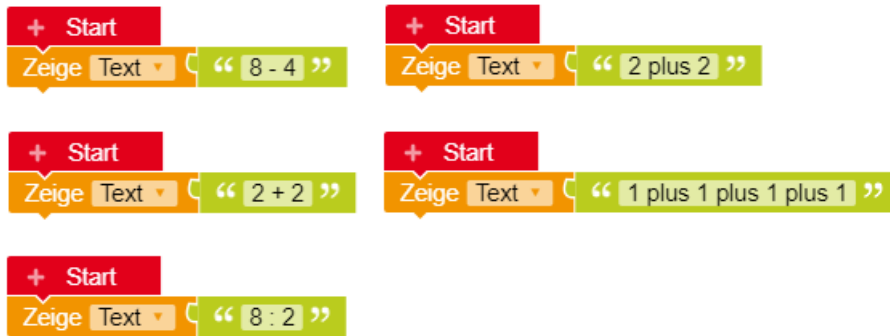 + Start
Zeige Text ▾ “ 8 - 4 ”
+ Start
Zeige Text ▾ “ 2 plus 2 ”
+ Start
Zeige Text ▾ “ 2 + 2 ”
+ Start
Zeige Text ▾ “ 1 plus 1 plus 1 plus 1 ”
+ Start
Zeige Text ▾ “ 8 : 2 ”